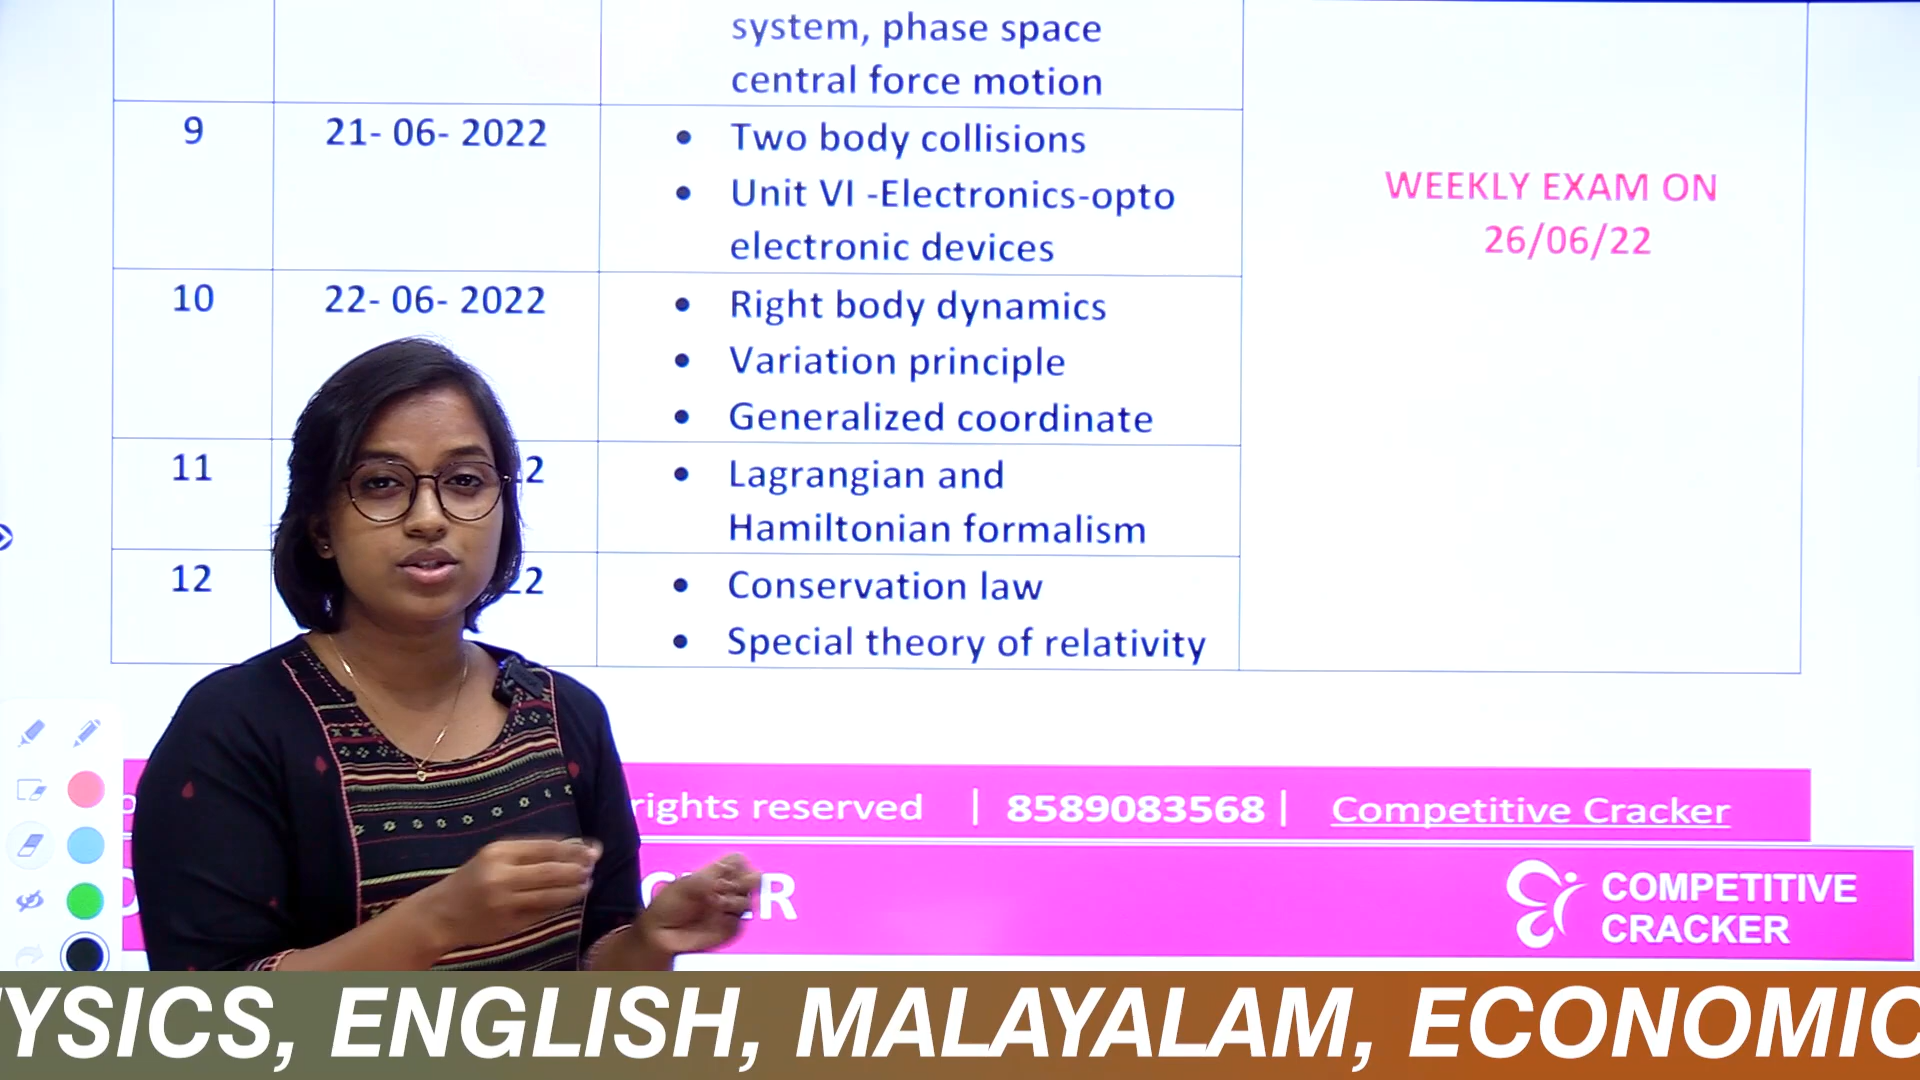 system, phase space
central force motion
9
21- 06- 2022
• Two body collisions
• Unit VI -Electronics-opto
electronic devices
WEEKLY EXAM ON
26/06/22
10
22- 06- 2022
• Right body dynamics
• Variation principle
• Generalized coordinate
11
2
• Lagrangian and
Hamiltonian formalism
12
22
• Conservation law
• Special theory of relativity
rights reserved | 8589083568 | Competitive Cracker
COMPETITIVE
CRACKER
YSICS, ENGLISH, MALAYALAM, ECONOMIC